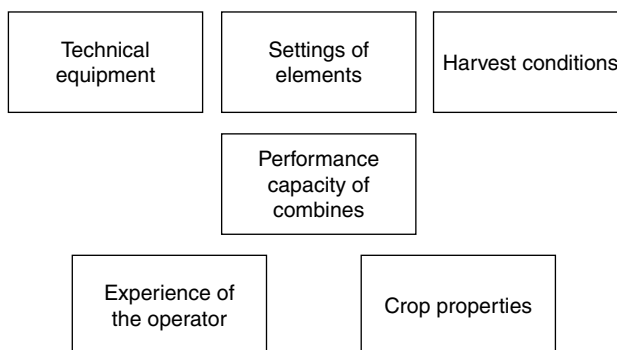 Technical
equipment
Settings of
elements
Harvest conditions
Performance
capacity of
combines
Experience of
the operator
Crop properties